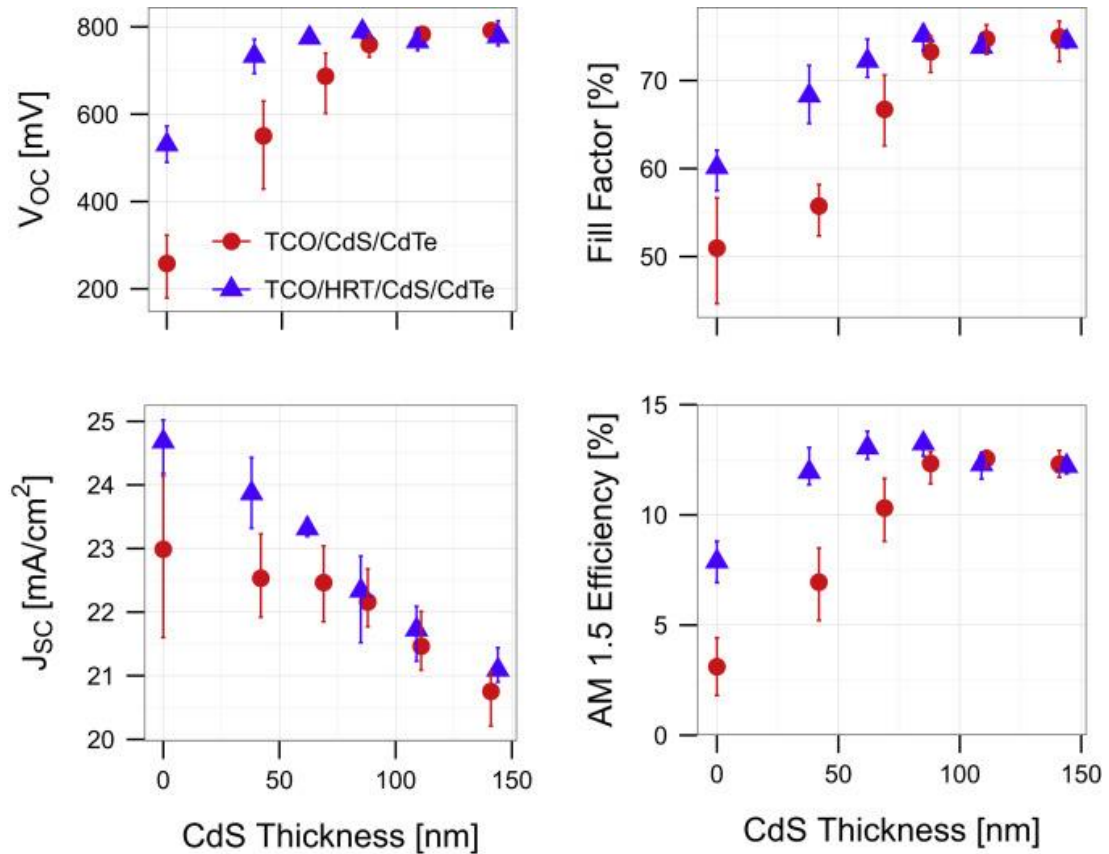 V_OC [mV]
800
600
400
200
TCO/CdS/CdTe
TCO/HRT/CdS/CdTe
Fill Factor [%]
70
60
50
J_SC [mA/cm²]
25
24
23
22
21
20
0 50 100 150
CdS Thickness [nm]
AM 1.5 Efficiency [%]
15
10
5
0
0 50 100 150
CdS Thickness [nm]